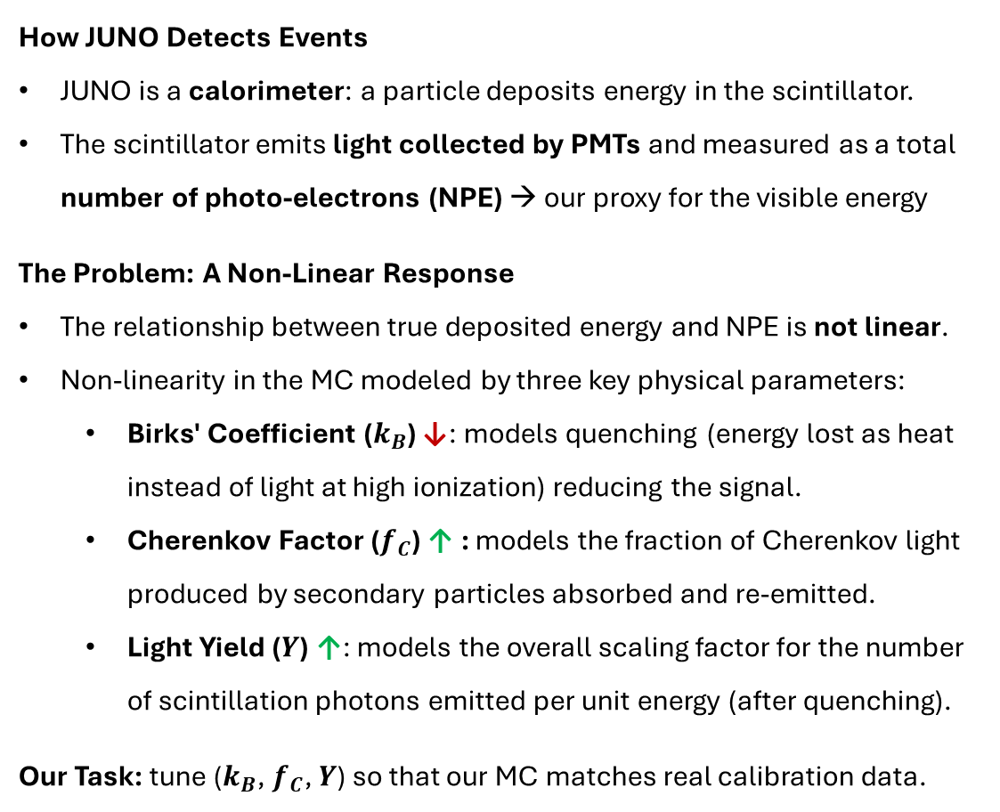 How JUNO Detects Events
• JUNO is a calorimeter: a particle deposits energy in the scintillator.
• The scintillator emits light collected by PMTs and measured as a total
number of photo-electrons (NPE) → our proxy for the visible energy
The Problem: A Non-Linear Response
• The relationship between true deposited energy and NPE is not linear.
• Non-linearity in the MC modeled by three key physical parameters:
• Birks' Coefficient (k_B) ↓: models quenching (energy lost as heat
instead of light at high ionization) reducing the signal.
• Cherenkov Factor (f_C) ↑ : models the fraction of Cherenkov light
produced by secondary particles absorbed and re-emitted.
• Light Yield (Y) ↑: models the overall scaling factor for the number
of scintillation photons emitted per unit energy (after quenching).
Our Task: tune (k_B, f_C, Y) so that our MC matches real calibration data.